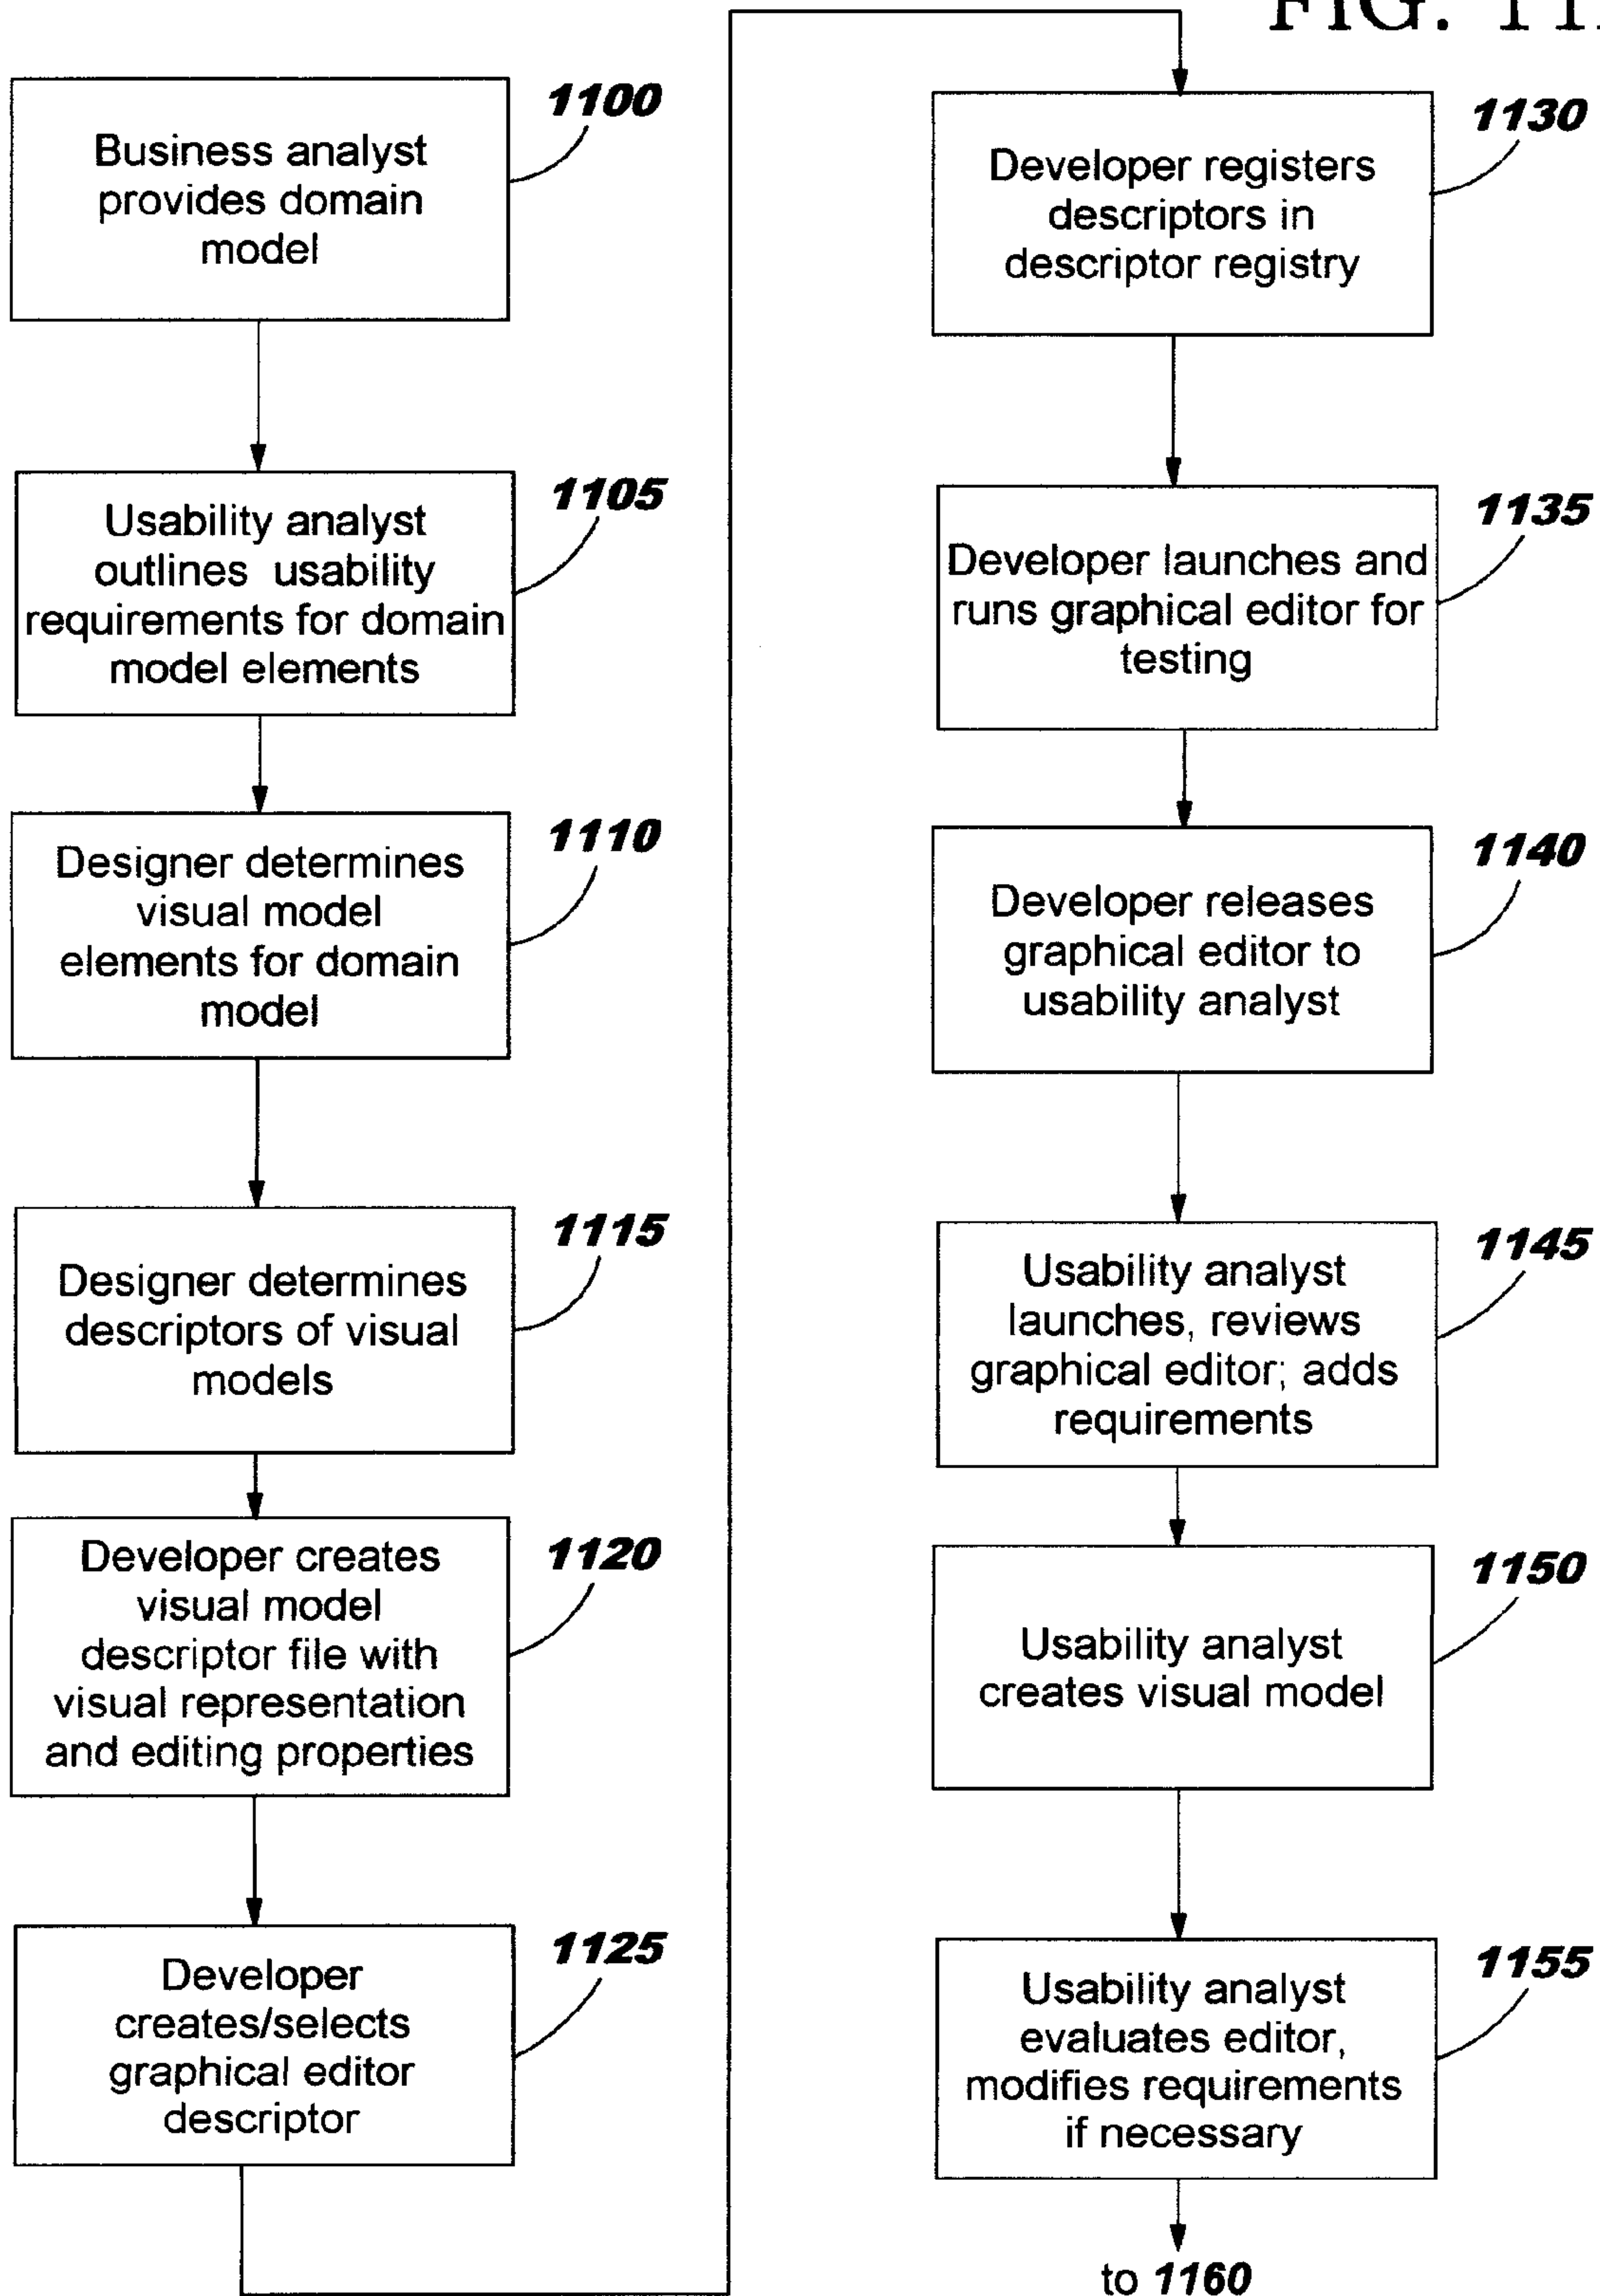 FIG. 11
1100
Business analyst
provides domain
model
1105
Usability analyst
outlines usability
requirements for domain
model elements
1110
Designer determines
visual model
elements for domain
model
1115
Designer determines
descriptors of visual
models
1120
Developer creates
visual model
descriptor file with
visual representation
and editing properties
1125
Developer
creates/selects
graphical editor
descriptor
1130
Developer registers
descriptors in
descriptor registry
1135
Developer launches and
runs graphical editor for
testing
1140
Developer releases
graphical editor to
usability analyst
1145
Usability analyst
launches, reviews
graphical editor; adds
requirements
1150
Usability analyst
creates visual model
1155
Usability analyst
evaluates editor,
modifies requirements
if necessary
to 1160